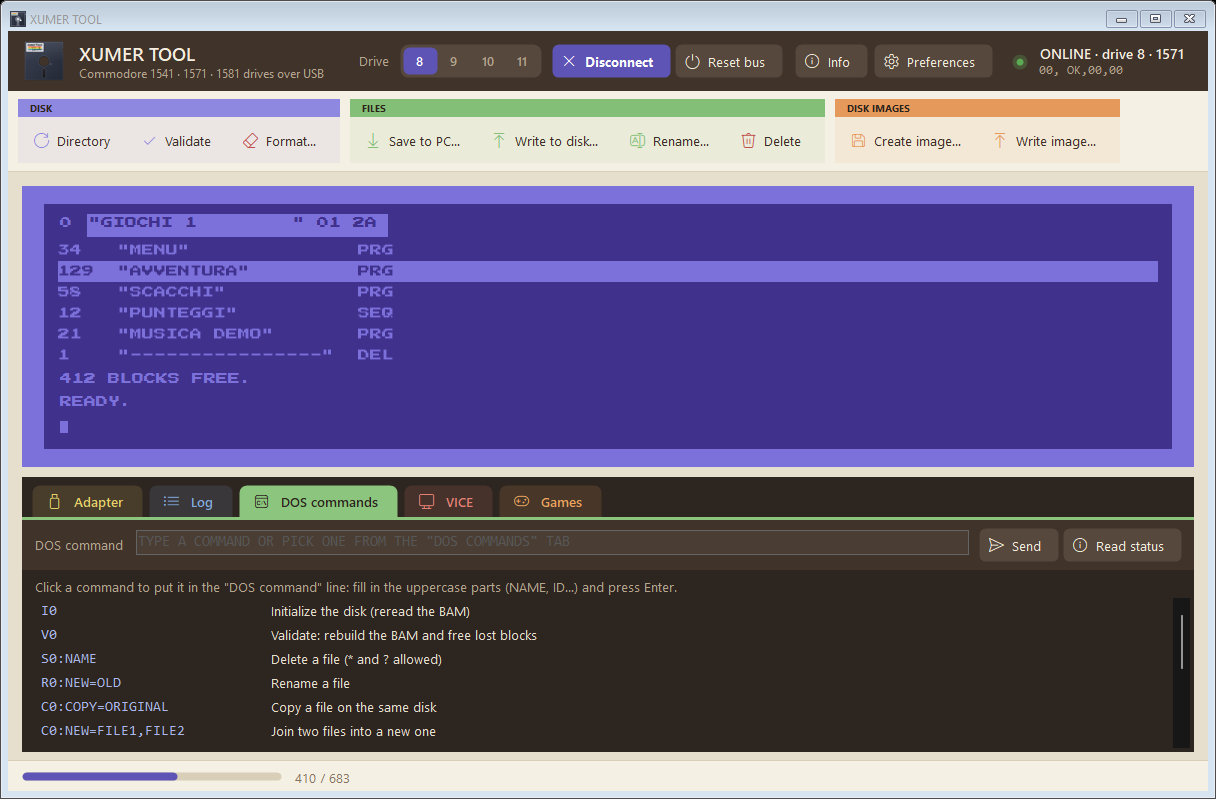 XUMER TOOL
XUMER TOOL
Commodore 1541 · 1571 · 1581 drives over USB
Drive 8 9 10 11 Disconnect Reset bus Info Preferences
ONLINE · drive 8 · 1571
00, OK,00,00
DISK FILES DISK IMAGES
Directory Validate Format... Save to PC... Write to disk... Rename... Delete Create image... Write image...
0 "GIOCHI 1        " 01 2A
34 "MENU" PRG
129 "AVVENTURA" PRG
58 "SCACCHI" PRG
12 "PUNTEGGI" SEQ
21 "MUSICA DEMO" PRG
1 "----------------" DEL
412 BLOCKS FREE.
READY.
Adapter Log DOS commands VICE Games
DOS command TYPE A COMMAND OR PICK ONE FROM THE "DOS COMMANDS" TAB Send Read status
Click a command to put it in the "DOS command" line: fill in the uppercase parts (NAME, ID...) and press Enter.
I0 Initialize the disk (reread the BAM)
V0 Validate: rebuild the BAM and free lost blocks
S0:NAME Delete a file (* and ? allowed)
R0:NEW=OLD Rename a file
C0:COPY=ORIGINAL Copy a file on the same disk
C0:NEW=FILE1,FILE2 Join two files into a new one
410 / 683